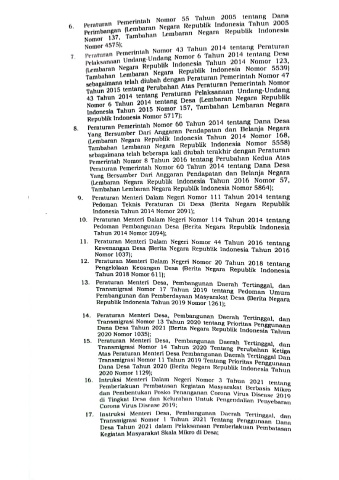 6. Peraturan Pemerintah Nomor 55 Tahun 2005 tentang Dana
Perimbangan (Lembaran Negara Republik Indonesia Tahun 2005
Nomor 137, Tambahan Lembaran Negara Republik Indonesia
Nomor 4575);
7. Peraturan Pemerintah Nomor 43 Tahun 2014 tentang Peraturan
Pelaksanaan Undang-Undang Nomor 6 Tahun 2014 tentang Desa
(Lembaran Negara Republik Indonesia Tahun 2014 Nomor 123,
Tambahan Lembaran Negara Republik Indonesia Nomor 5539)
sebagaimana telah diubah dengan Peraturan Pemerintah Nomor 47
Tahun 2015 tentang Perubahan Atas Peraturan Pemerintah Nomor
43 Tahun 2014 tentang Peraturan Pelaksanaan Undang-Undang
Nomor 6 Tahun 2014 tentang Desa (Lembaran Negara Republik
Indonesia Tahun 2015 Nomor 157, Tambahan Lembaran Negara
Republik Indonesia Nomor 5717);
8. Peraturan Pemerintah Nomor 60 Tahun 2014 tentang Dana Desa
Yang Bersumber Dari Anggaran Pendapatan dan Belanja Negara
(Lembaran Negara Republik Indonesia Tahun 2014 Nomor 168,
Tambahan Lembaran Negara Republik Indonesia Nomor 5558)
sebagaimana telah beberapa kali diubah terakhir dengan Peraturan
Pemerintah Nomor 8 Tahun 2016 tentang Perubahan Kedua Atas
Peraturan Pemerintah Nomor 60 Tahun 2014 tentang Dana Desa
Yang Bersumber Dari Anggaran Pendapatan dan Belanja Negara
(Lembaran Negara Republik Indonesia Tahun 2016 Nomor 57,
Tambahan Lembaran Negara Republik Indonesia Nomor 5864);
9. Peraturan Menteri Dalam Negeri Nomor 111 Tahun 2014 tentang
Pedoman Teknis Peraturan Di Desa (Berita Negara Republik
Indonesia Tahun 2014 Nomor 2091);
10. Peraturan Menteri Dalam Negeri Nomor 114 Tahun 2014 tentang
Pedoman Pembangunan Desa (Berita Negara Republik Indonesia
Tahun 2014 Nomor 2094);
11. Peraturan Menteri Dalam Negeri Nomor 44 Tahun 2016 tentang
Kewenangan Desa (Berita Negara Republik Indonesia Tahun 2016
Nomor 1037);
12. Peraturan Menteri Dalam Negeri Nomor 20 Tahun 2018 tentang
Pengelolaan Keuangan Desa (Berita Negara Republik Indonesia
Tahun 2018 Nomor 611);
13. Peraturan Menteri Desa, Pembangunan Daerah Tertinggal, dan
Transmigrasi Nomor 17 Tahun 2019 tentang Pedoman Umum
Pembangunan dan Pemberdayaan Masyarakat Desa (Berita Negara
Republik Indonesia Tahun 2019 Nomor 1261);
14. Peraturan Menteri Desa, Pembangunan Daerah Tertinggal, dan
Transmigrasi Nomor 13 Tahun 2020 tentang Prioritas Penggunaan
Dana Desa Tahun 2021 (Berita Negara Republik Indonesia Tahun
2020 Nomor 1035);
15. Peraturan Menteri Desa, Pembangunan Daerah Tertinggal, dan
Transmigrasi Nomor 14 Tahun 2020 Tentang Perubahan Ketiga
Atas Peraturan Menteri Desa Pembangunan Daerah Tertinggal Dan
Transmigrasi Nomor 11 Tahun 2019 Tentang Prioritas Penggunaan
Dana Desa Tahun 2020 (Berita Negara Republik Indonesia Tahun
2020 Nomor 1129);
16. Intruksi Menteri Dalam Negeri Nomor 3 Tahun 2021 tentang
Pemberlakuan Pembatasan Kegiatan Masyarakat Berbasis Mikro
dan Pembentukan Posko Penanganan Corona Virus Disease 2019
di Tingkat Desa dan Kelurahan Untuk Pengendalian Penyebaran
Corona Virus Disease 2019;
17. Instruksi Menteri Desa, Pembangunan Daerah Tertinggal, dan
Transmigrasi Nomor 1 Tahun 2021 Tentang Penggunaan Dana
Desa Tahun 2021 dalam Pelaksanaan Pemberlakuan Pembatasan
Kegiatan Masyarakat Skala Mikro di Desa;